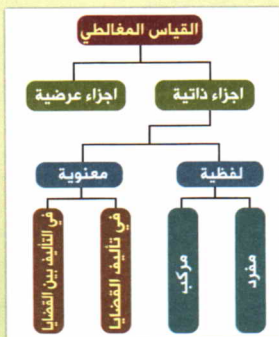 القياس المغالطي
اجزاء ذاتية
اجزاء عرضية
لفظية
معنوية
مفرد
مركب
في تأليف القضايا
في التأليف بين القضايا